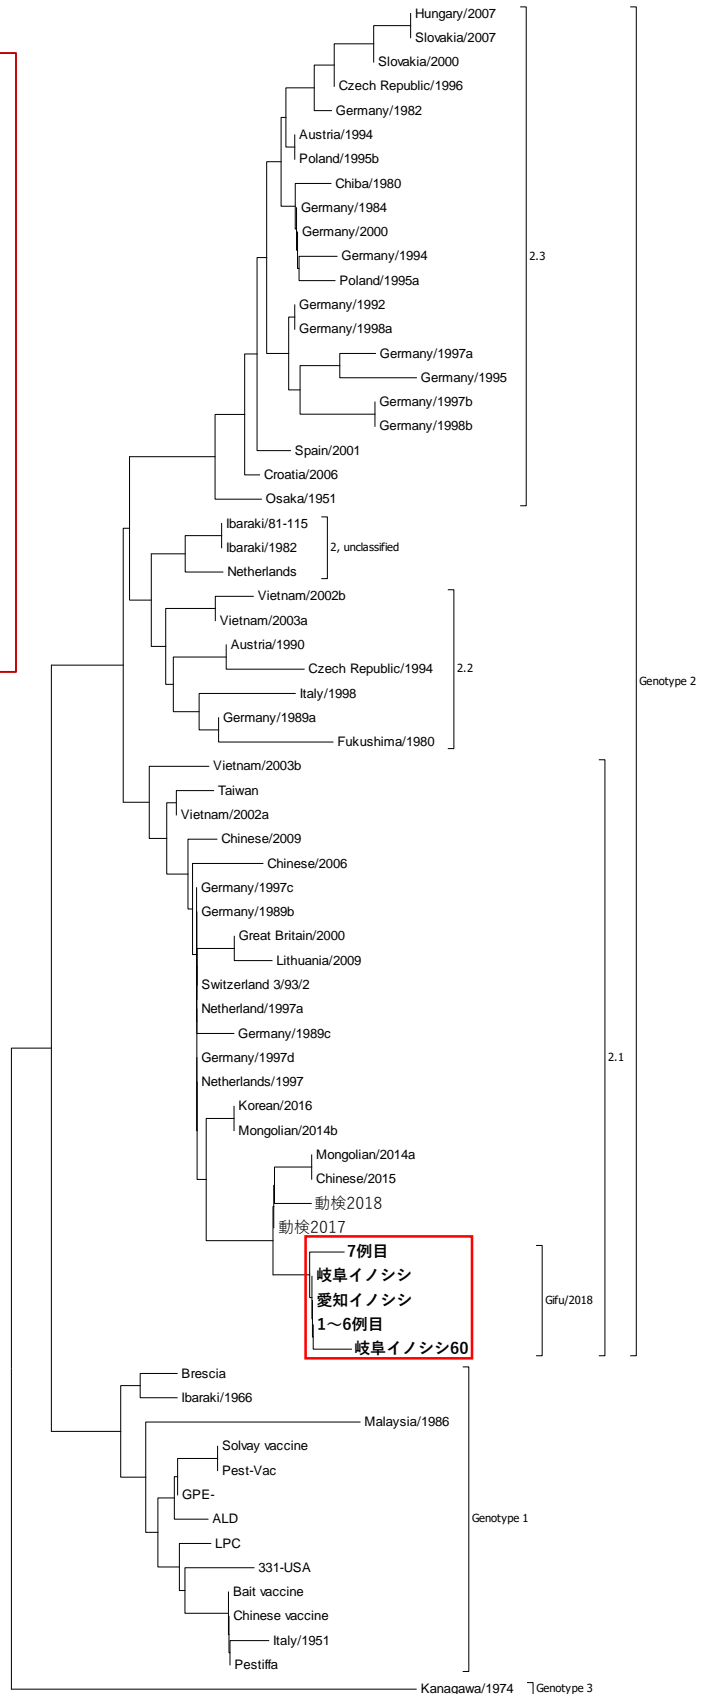 Hungary/2007
Slovakia/2007
Slovakia/2000
Czech Republic/1996
Germany/1982
Austria/1994
Poland/1995b
Chiba/1980
Germany/1984
Germany/2000
Germany/1994
2.3
Poland/1995a
Germany/1992
Germany/1998a
Germany/1997a
Germany/1995
Germany/1997b
Germany/1998b
Spain/2001
Croatia/2006
Osaka/1951
Ibaraki/81-115
Ibaraki/1982
2, unclassified
Netherlands
Vietnam/2002b
Vietnam/2003a
Austria/1990
Czech Republic/1994
2.2
Genotype 2
Italy/1998
Germany/1989a
Fukushima/1980
Vietnam/2003b
Taiwan
Vietnam/2002a
Chinese/2009
Chinese/2006
Germany/1997c
Germany/1989b
Great Britain/2000
Lithuania/2009
Switzerland 3/93/2
Netherland/1997a
Germany/1989c
Germany/1997d
2.1
Netherlands/1997
Korean/2016
Mongolian/2014b
Mongolian/2014a
Chinese/2015
動検2018
動検2017
7例目
岐阜イノシシ
愛知イノシシ
Gifu/2018
1～6例目
岐阜イノシシ60
Brescia
Ibaraki/1966
Malaysia/1986
Solvay vaccine
Pest-Vac
GPE-
ALD
Genotype 1
LPC
331-USA
Bait vaccine
Chinese vaccine
Italy/1951
Pestiffa
Kanagawa/1974
Genotype 3